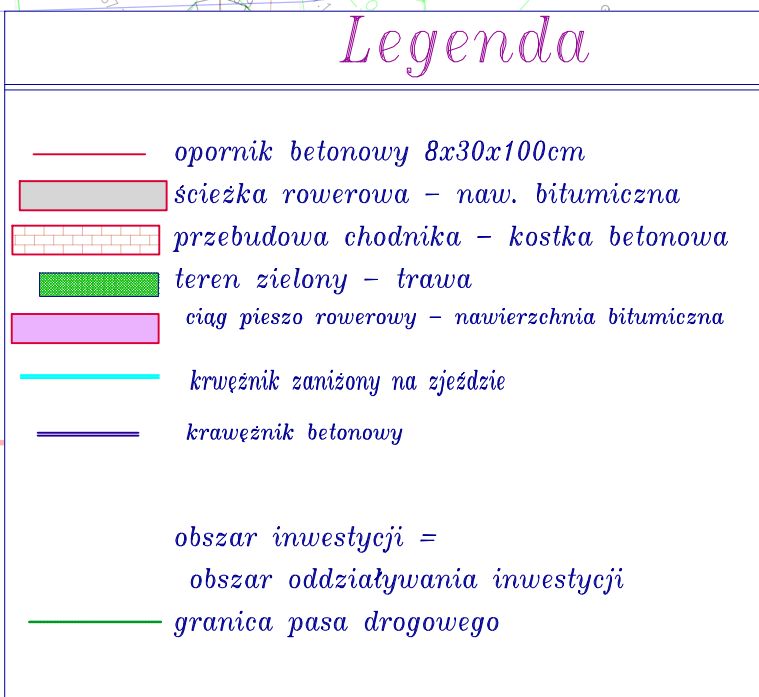 Legenda
opornik betonowy 8x30x100cm
ścieżka rowerowa – naw. bitumiczna
przebudowa chodnika – kostka betonowa
teren zielony – trawa
ciąg pieszo rowerowy – nawierzchnia bitumiczna
krwężnik zaniżony na zjeździe
krawężnik betonowy
obszar inwestycji =
obszar oddziaływania inwestycji
granica pasa drogowego